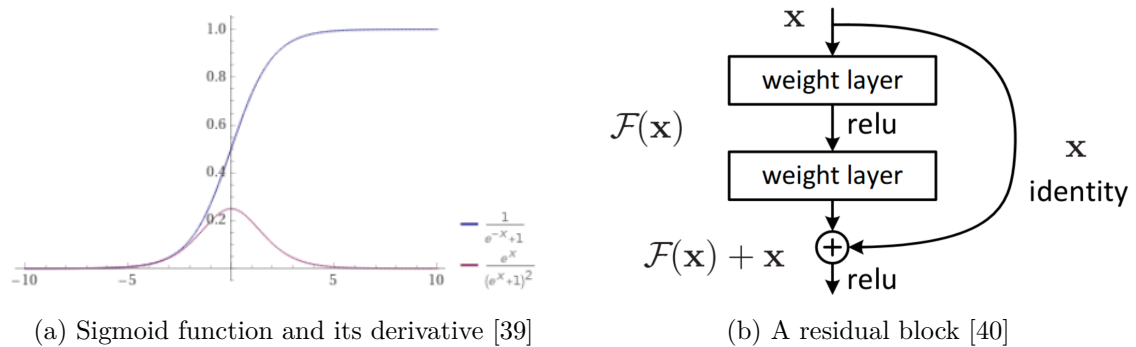 1.0
0.8
0.6
0.4
0.2
-10
-5
5
10
1/(e^{-x}+1)
e^x/(e^x+1)^2
(a) Sigmoid function and its derivative [39]
x
weight layer
relu
F(x)
weight layer
x
identity
F(x) + x
+
relu
(b) A residual block [40]